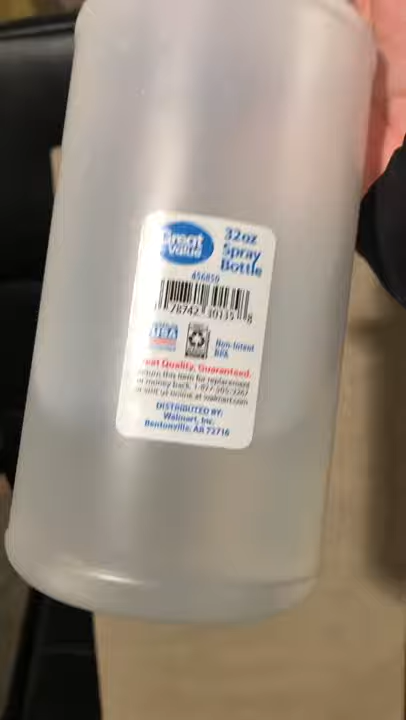 Great
Value
32oz
Spray
Bottle
456850
78742 30135 8
USA
Non-Intent
BPA
Great Quality. Guaranteed.
return this item for replacement
or money back. 1-877-505-2267
or visit us online at walmart.com
DISTRIBUTED BY:
Walmart, Inc.
Bentonville, AR 72716